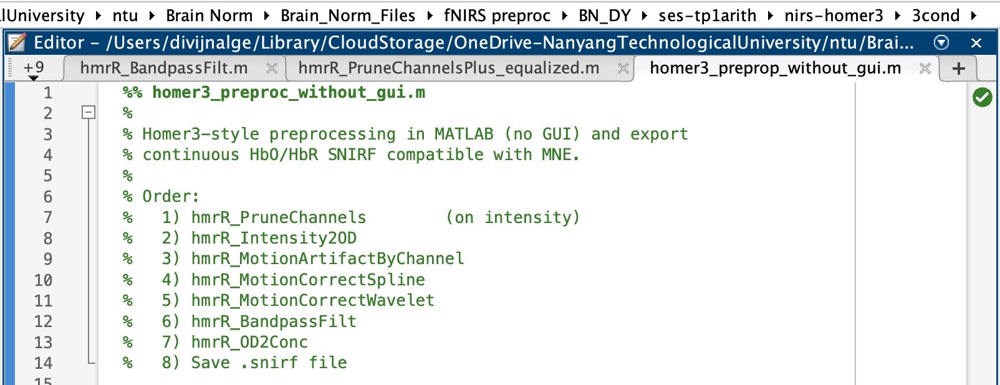 lUniversity ▸ ntu ▸ Brain Norm ▸ Brain_Norm_Files ▸ fNIRS preproc ▸ BN_DY ▸ ses-tp1arith ▸ nirs-homer3 ▸ 3cond ▸
Editor – /Users/divijnalge/Library/CloudStorage/OneDrive-NanyangTechnologicalUniversity/ntu/Brai...
+9 hmrR_BandpassFilt.m hmrR_PruneChannelsPlus_equalized.m homer3_preprop_without_gui.m +
1 %% homer3_preproc_without_gui.m
2 %
3 % Homer3-style preprocessing in MATLAB (no GUI) and export
4 % continuous HbO/HbR SNIRF compatible with MNE.
5 %
6 % Order:
7 % 1) hmrR_PruneChannels (on intensity)
8 % 2) hmrR_Intensity2OD
9 % 3) hmrR_MotionArtifactByChannel
10 % 4) hmrR_MotionCorrectSpline
11 % 5) hmrR_MotionCorrectWavelet
12 % 6) hmrR_BandpassFilt
13 % 7) hmrR_OD2Conc
14 % 8) Save .snirf file
15